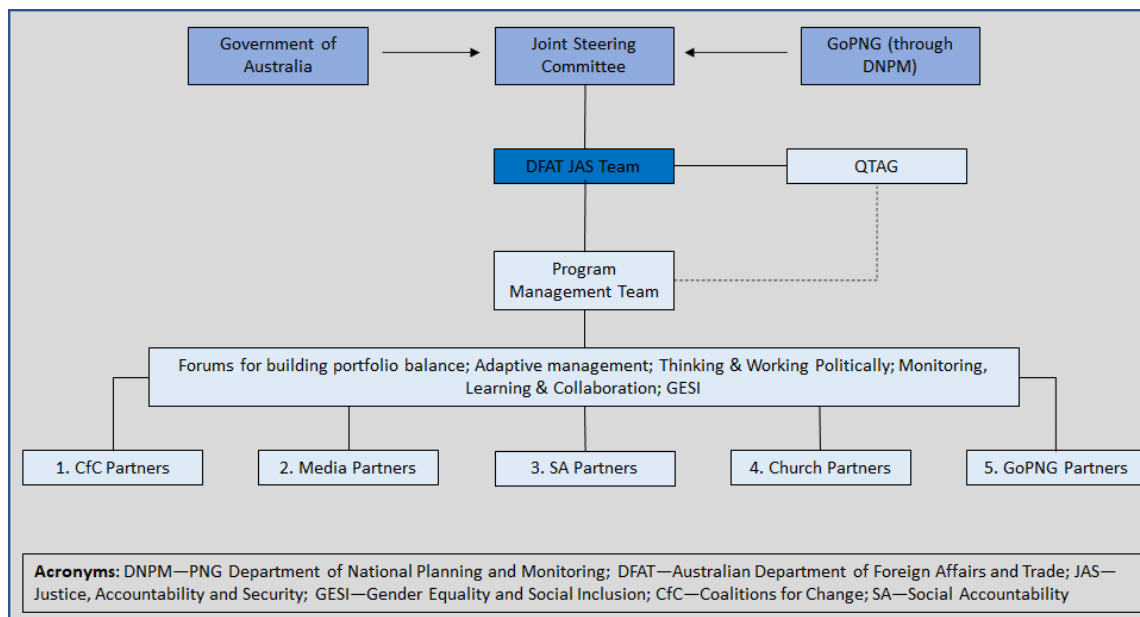 Government of
Australia
Joint Steering
Committee
GoPNG (through
DNPM)
DFAT JAS Team
QTAG
Program
Management Team
Forums for building portfolio balance; Adaptive management; Thinking & Working Politically; Monitoring,
Learning & Collaboration; GESI
1. CfC Partners
2. Media Partners
3. SA Partners
4. Church Partners
5. GoPNG Partners
Acronyms: DNPM—PNG Department of National Planning and Monitoring; DFAT—Australian Department of Foreign Affairs and Trade; JAS—
Justice, Accountability and Security; GESI—Gender Equality and Social Inclusion; CfC—Coalitions for Change; SA—Social Accountability